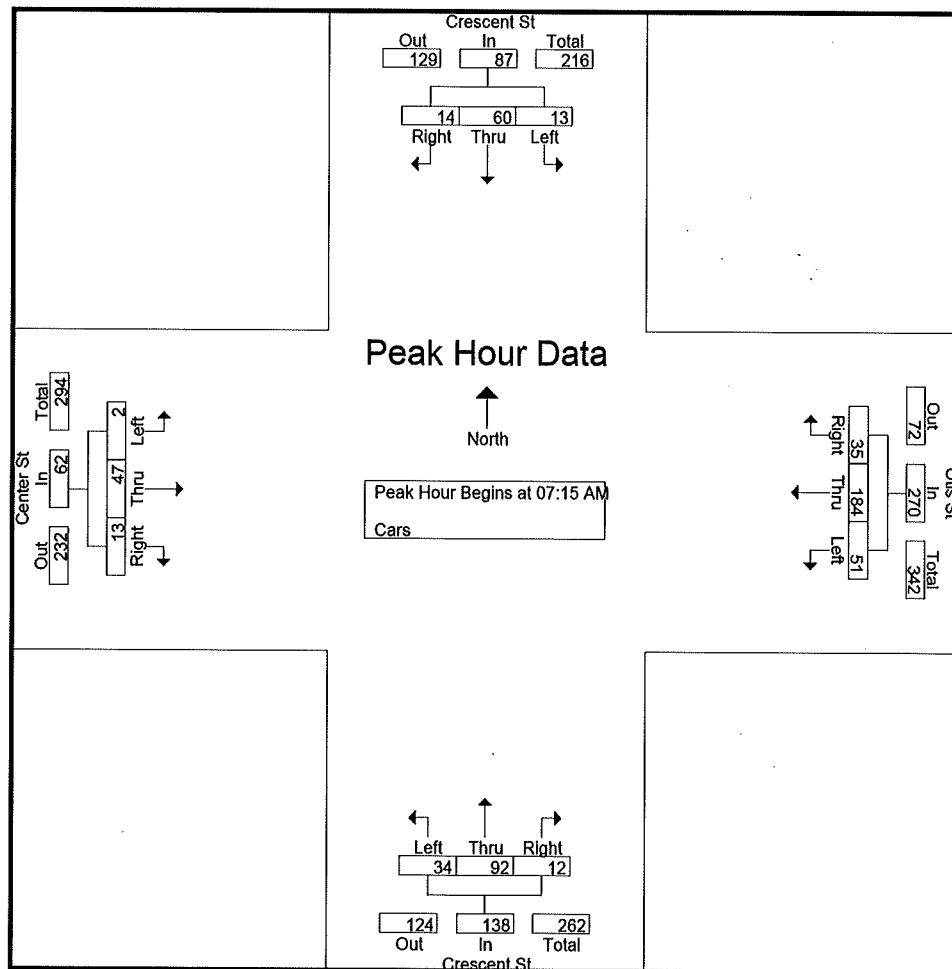 Crescent St
Out In Total
129 87 216
14 60 13
Right Thru Left
Peak Hour Data
North
Peak Hour Begins at 07:15 AM
Cars
Center St
Total In Out
294 62 232
2 47 13
Left Thru Right
Right Thru Left
35 184 51
Out In Total
72 270 342
St
Left Thru Right
34 92 12
124 138 262
Out In Total
Crescent St